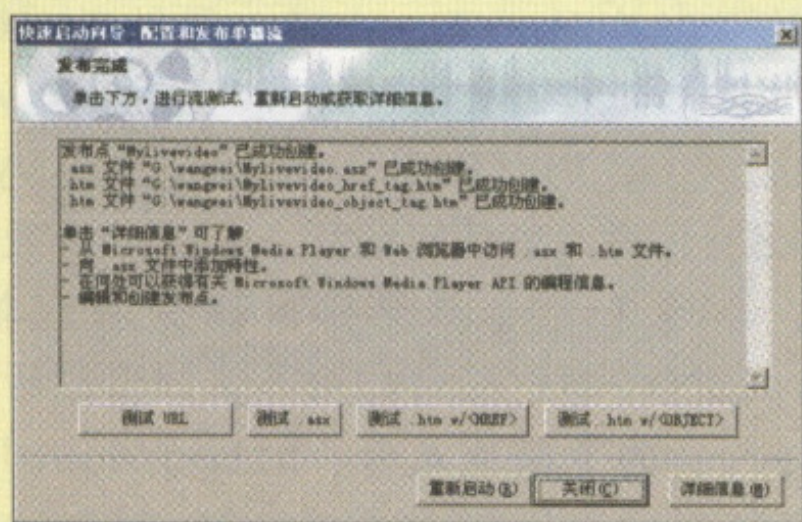 快速启动向导 - 配置和发布单播流
发布完成
单击下方，进行流测试、重新启动或获取详细信息。
发布点 "Mylivevideo" 已成功创建。
.asx 文件 "G:\wangwei\Mylivevideo.asx" 已成功创建。
.htm 文件 "G:\wangwei\Mylivevideo_href_tag.htm" 已成功创建。
.htm 文件 "G:\wangwei\Mylivevideo_object_tag.htm" 已成功创建。
单击 "详细信息" 可了解
- 从 Microsoft Windows Media Player 和 Web 浏览器中访问 .asx 和 .htm 文件。
- 向 .asx 文件中添加特性。
- 在何处可以获得有关 Microsoft Windows Media Player API 的编程信息。
- 编辑和创建发布点。
测试 URL 测试 .asx 测试 .htm w/<HREF> 测试 .htm w/<OBJECT>
重新启动(R) 关闭(C) 详细信息(M)